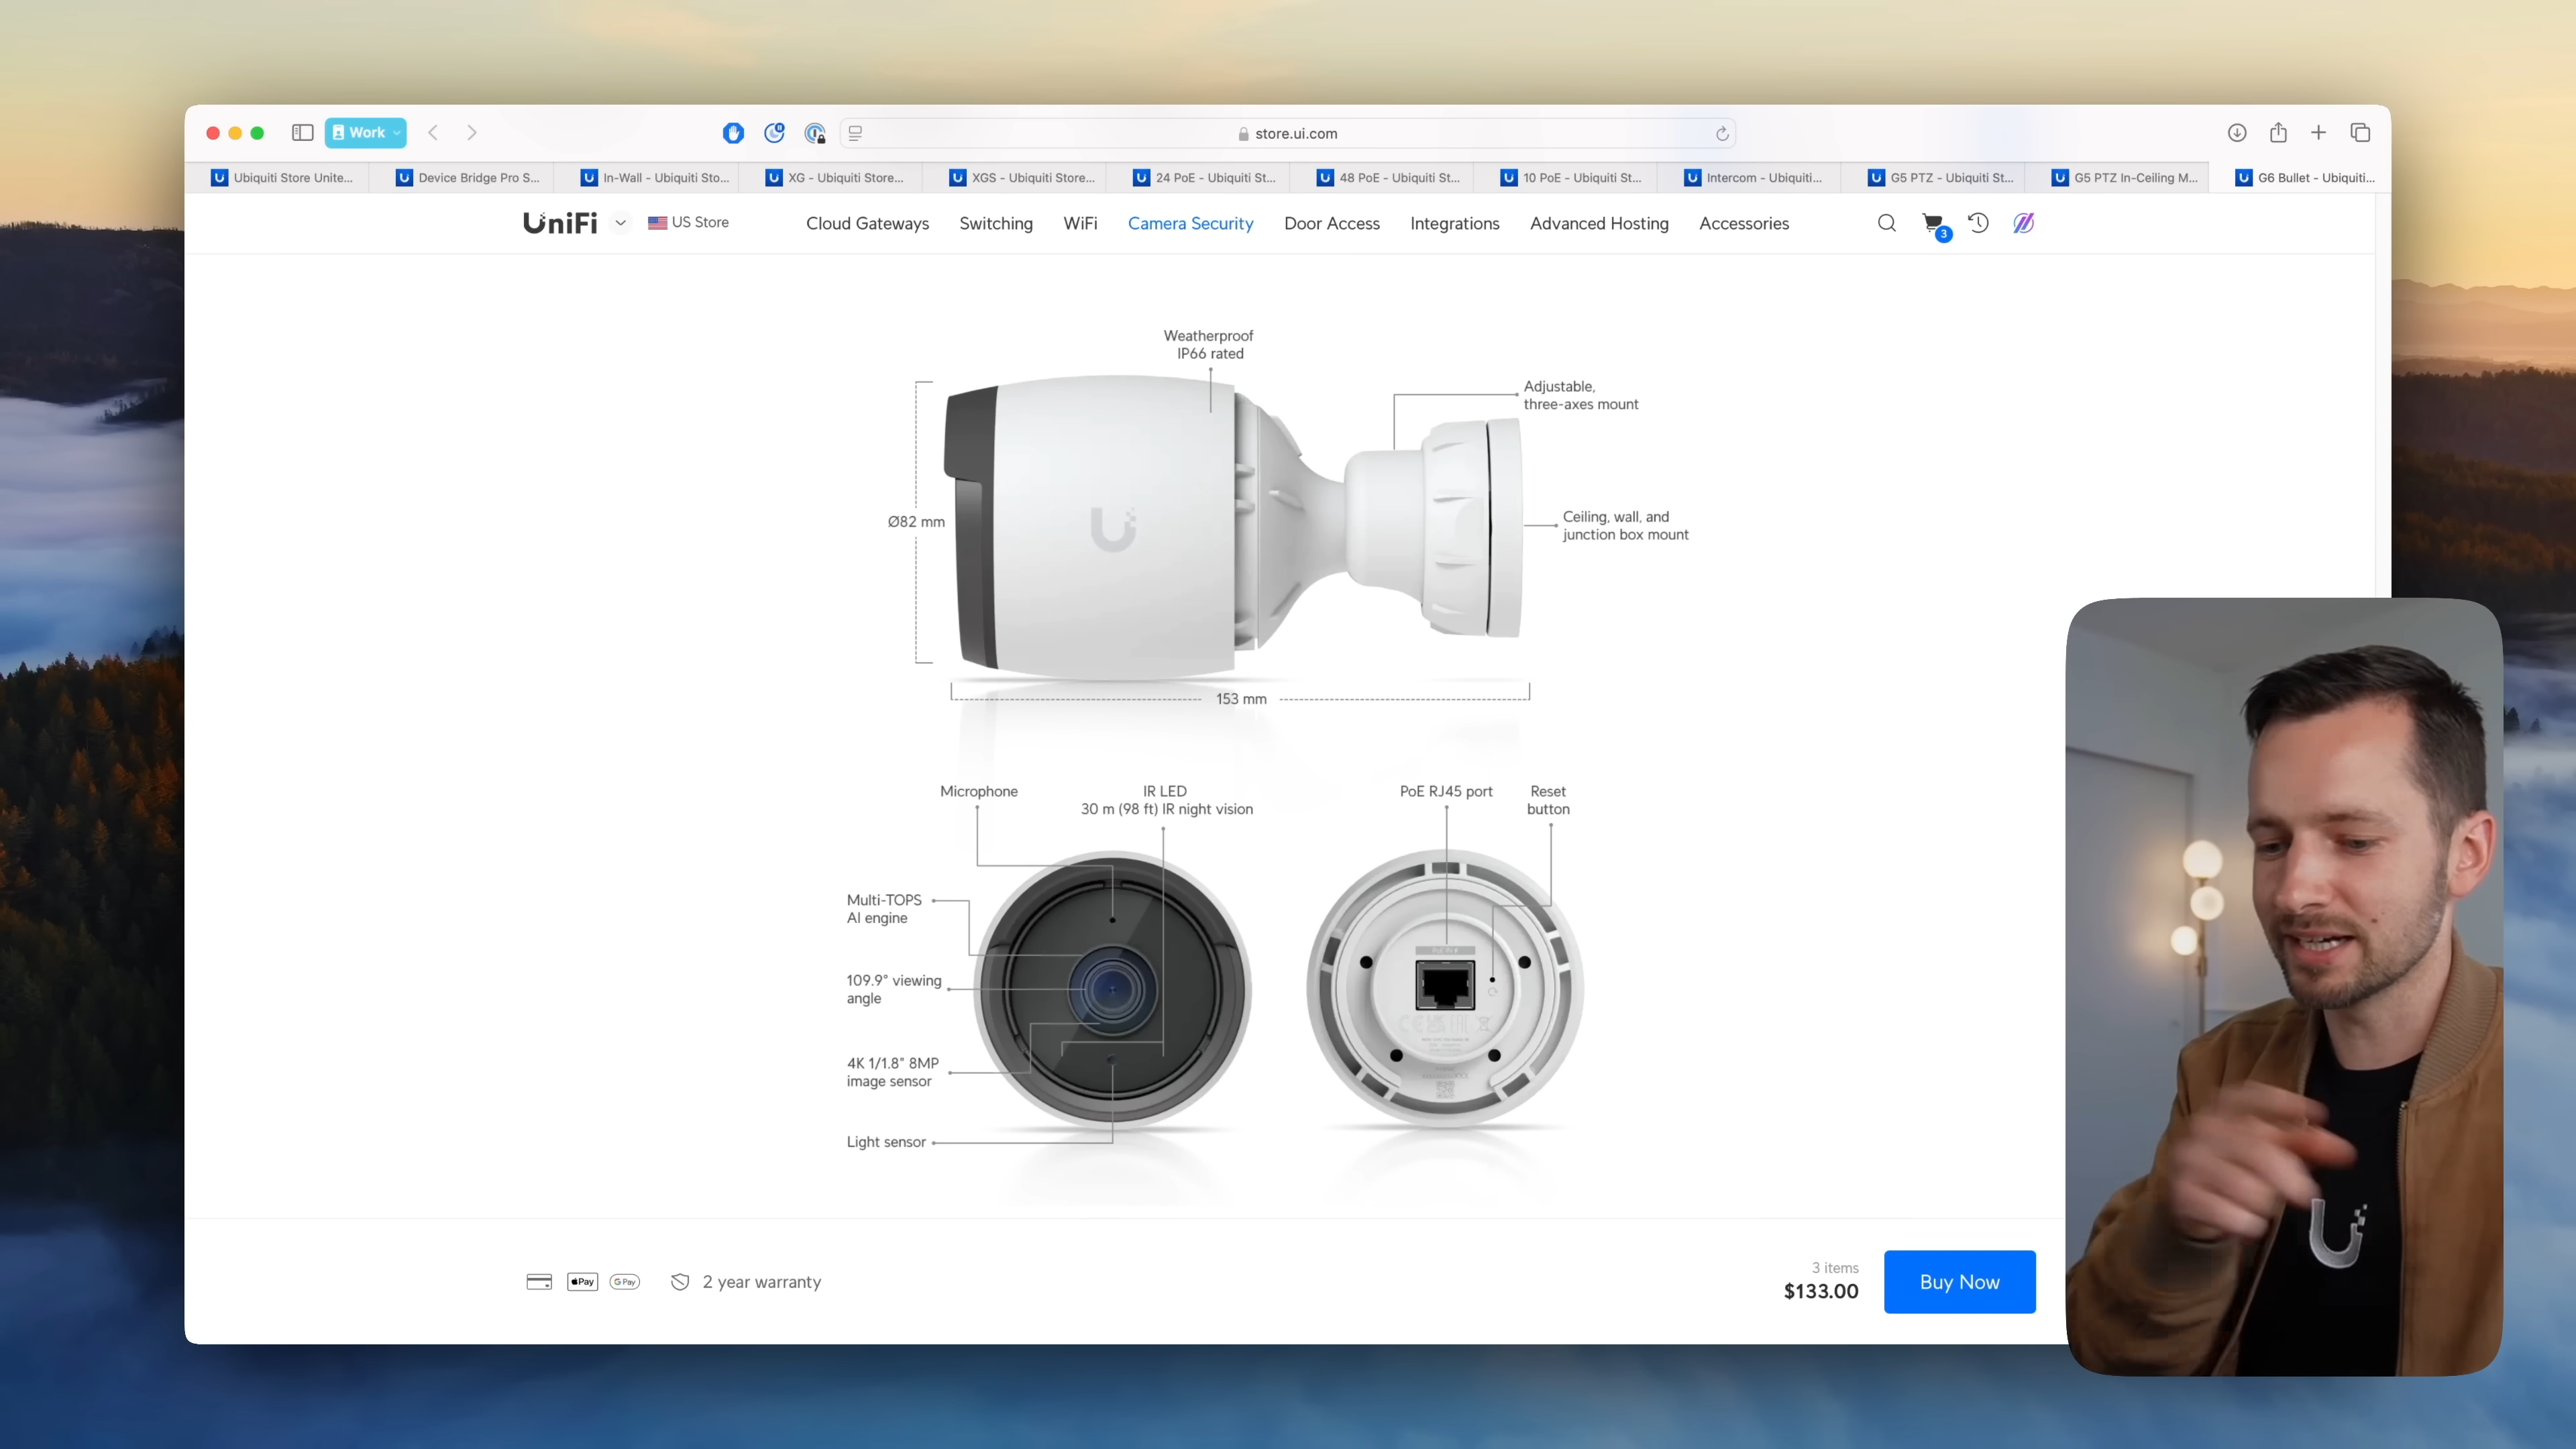 Work
store.ui.com
Ubiquiti Store Unite...
Device Bridge Pro S...
In-Wall - Ubiquiti Sto...
XG - Ubiquiti Store...
XGS - Ubiquiti Store...
24 PoE - Ubiquiti St...
48 PoE - Ubiquiti St...
10 PoE - Ubiquiti St...
Intercom - Ubiquiti...
G5 PTZ - Ubiquiti St...
G5 PTZ In-Ceiling M...
G6 Bullet - Ubiquiti...
UniFi
US Store
Cloud Gateways
Switching
WiFi
Camera Security
Door Access
Integrations
Advanced Hosting
Accessories
3
Weatherproof
IP66 rated
Adjustable,
three-axes mount
Ø82 mm
Ceiling, wall, and
junction box mount
153 mm
Microphone
IR LED
30 m (98 ft) IR night vision
PoE RJ45 port
Reset
button
Multi-TOPS
AI engine
109.9° viewing
angle
4K 1/1.8" 8MP
image sensor
Light sensor
Pay
G Pay
2 year warranty
3 items
$133.00
Buy Now